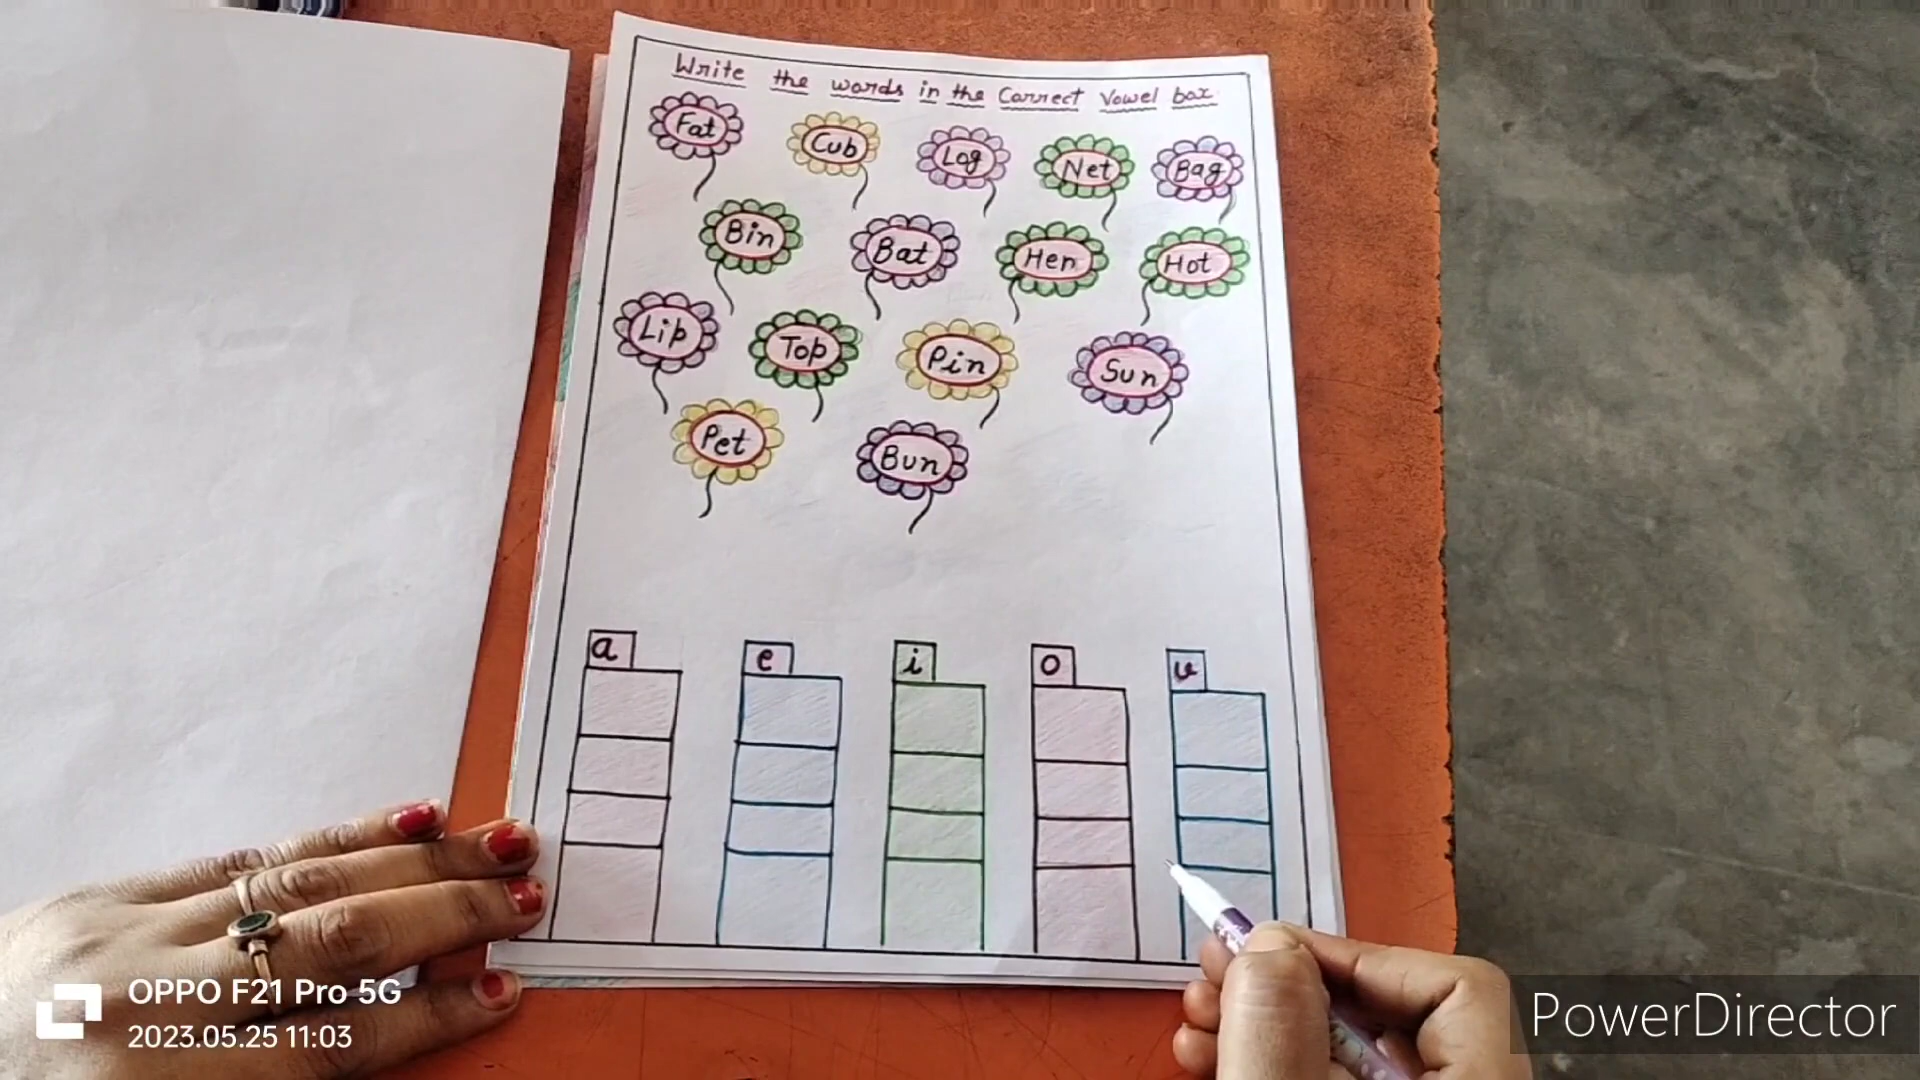 Write the words in the Correct Vowel box
Fat Cub Log Net Bag
Bin Bat Hen Hot
Lip Top Pin Sun
Pet Bun
a e i o u
OPPO F21 Pro 5G
2023.05.25 11:03
PowerDirector